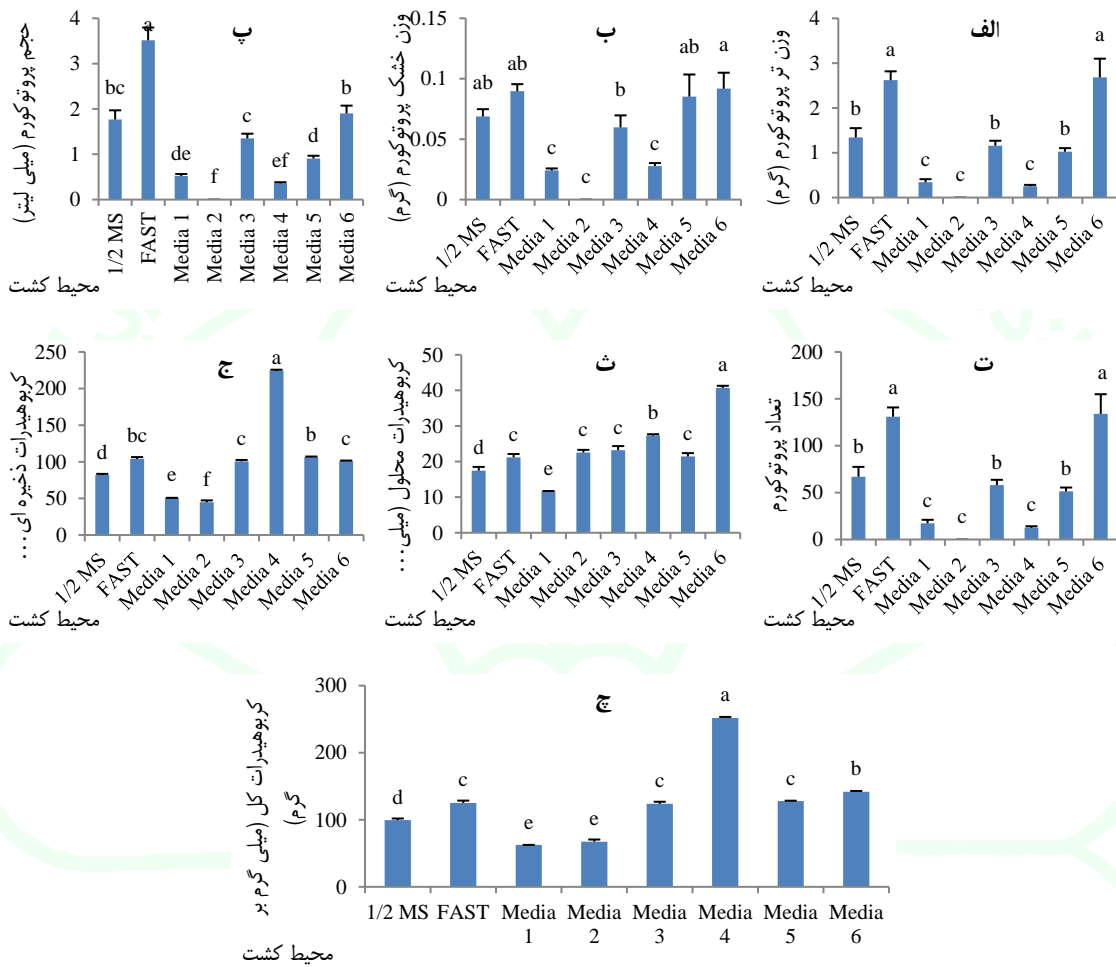 الف
وزن تر پروتوکورم (گرم)
4
3
2
1
0
b
a
c
c
b
c
b
a
1/2 MS
FAST
Media 1
Media 2
Media 3
Media 4
Media 5
Media 6
محیط کشت
ب
وزن خشک پروتوکورم (گرم)
0.15
0.1
0.05
0
ab
ab
c
c
b
c
ab
a
1/2 MS
FAST
Media 1
Media 2
Media 3
Media 4
Media 5
Media 6
محیط کشت
پ
حجم پروتوکورم (میلی لیتر)
4
3
2
1
0
bc
a
de
f
c
ef
d
b
1/2 MS
FAST
Media 1
Media 2
Media 3
Media 4
Media 5
Media 6
محیط کشت
ت
تعداد پروتوکورم
200
150
100
50
0
b
a
c
c
b
c
b
a
1/2 MS
FAST
Media 1
Media 2
Media 3
Media 4
Media 5
Media 6
محیط کشت
ث
کربوهیدرات محلول (میلی...
50
40
30
20
10
0
d
c
e
c
c
b
c
a
1/2 MS
FAST
Media 1
Media 2
Media 3
Media 4
Media 5
Media 6
محیط کشت
ج
کربوهیدرات ذخیره ای...
250
200
150
100
50
0
d
bc
e
f
c
a
b
c
1/2 MS
FAST
Media 1
Media 2
Media 3
Media 4
Media 5
Media 6
محیط کشت
چ
کربوهیدرات کل (میلی گرم بر
گرم)
300
200
100
0
d
c
e
e
c
a
c
b
1/2 MS
FAST
Media
1
Media
2
Media
3
Media
4
Media
5
Media
6
محیط کشت